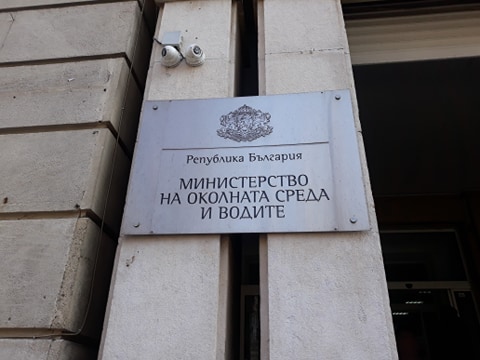 Република България
МИНИСТЕРСТВО
НА ОКОЛНАТА СРЕДА
И ВОДИТЕ